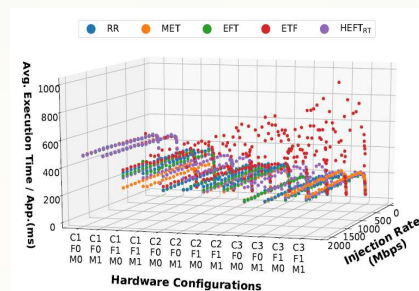 RR MET EFT ETF HEFT_RT
Avg. Execution Time / App.(ms)
1000
800
600
400
200
0
C1 C1 C1 C1 C2 C2 C2 C2 C3 C3 C3 C3
F0 F0 F1 F1 F0 F0 F1 F1 F0 F0 F1 F1
M0 M1 M0 M1 M0 M1 M0 M1 M0 M1 M0 M1
Hardware Configurations
0
500
1000
1500
2000
Injection Rate
(Mbps)